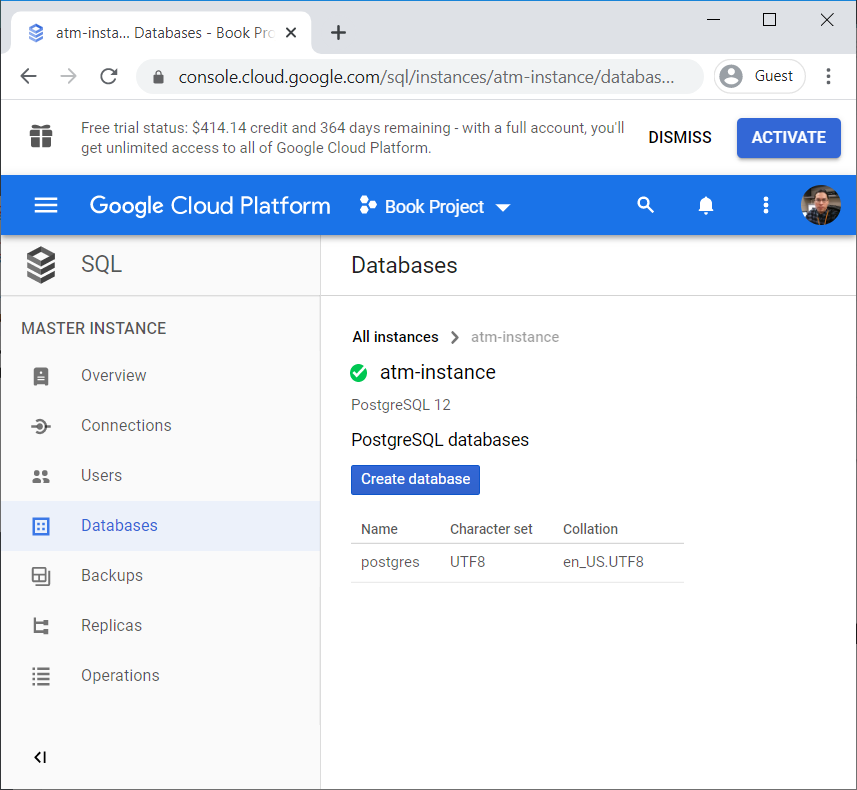 atm-insta... Databases - Book Pro
console.cloud.google.com/sql/instances/atm-instance/databas...
Guest
Free trial status: $414.14 credit and 364 days remaining - with a full account, you'll
get unlimited access to all of Google Cloud Platform.
DISMISS
ACTIVATE
Google Cloud Platform
Book Project
SQL
Databases
MASTER INSTANCE
Overview
Connections
Users
Databases
Backups
Replicas
Operations
All instances
atm-instance
atm-instance
PostgreSQL 12
PostgreSQL databases
Create database
Name Character set Collation
postgres UTF8 en_US.UTF8